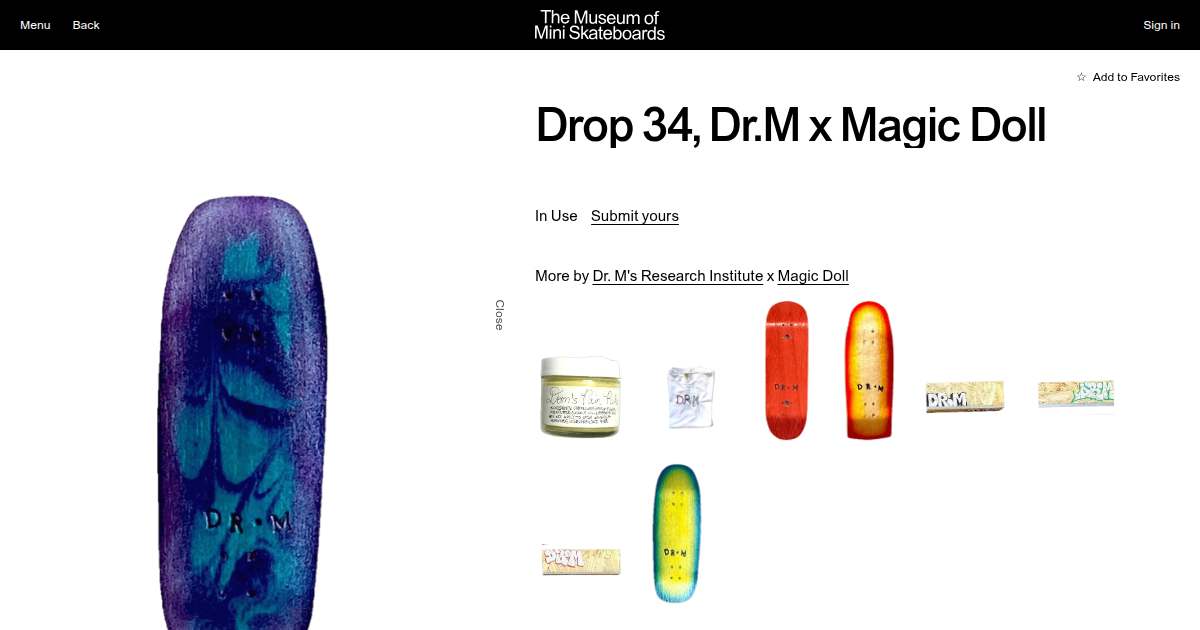 Menu
Back
The Museum of
Mini Skateboards
Sign in
☆ Add to Favorites
Drop 34, Dr.M x Magic Doll
In Use Submit yours
More by Dr. M's Research Institute x Magic Doll
Close
DR·M
DR M
DR·M
DR·M
DR·M
DR·M